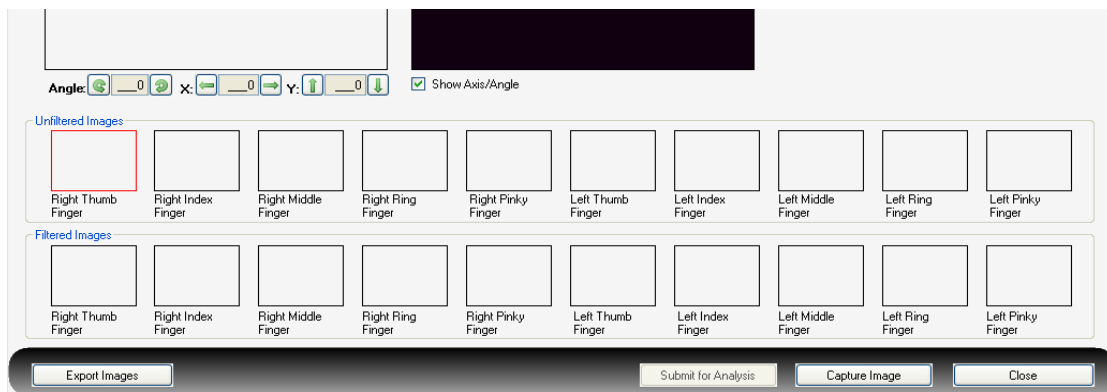 Angle: __0 X: __0 Y: __0 Show Axis/Angle
Unfiltered Images
Right Thumb Right Index Right Middle Right Ring Right Pinky Left Thumb Left Index Left Middle Left Ring Left Pinky
Finger Finger Finger Finger Finger Finger Finger Finger Finger Finger
Filtered Images
Right Thumb Right Index Right Middle Right Ring Right Pinky Left Thumb Left Index Left Middle Left Ring Left Pinky
Finger Finger Finger Finger Finger Finger Finger Finger Finger Finger
Export Images Submit for Analysis Capture Image Close